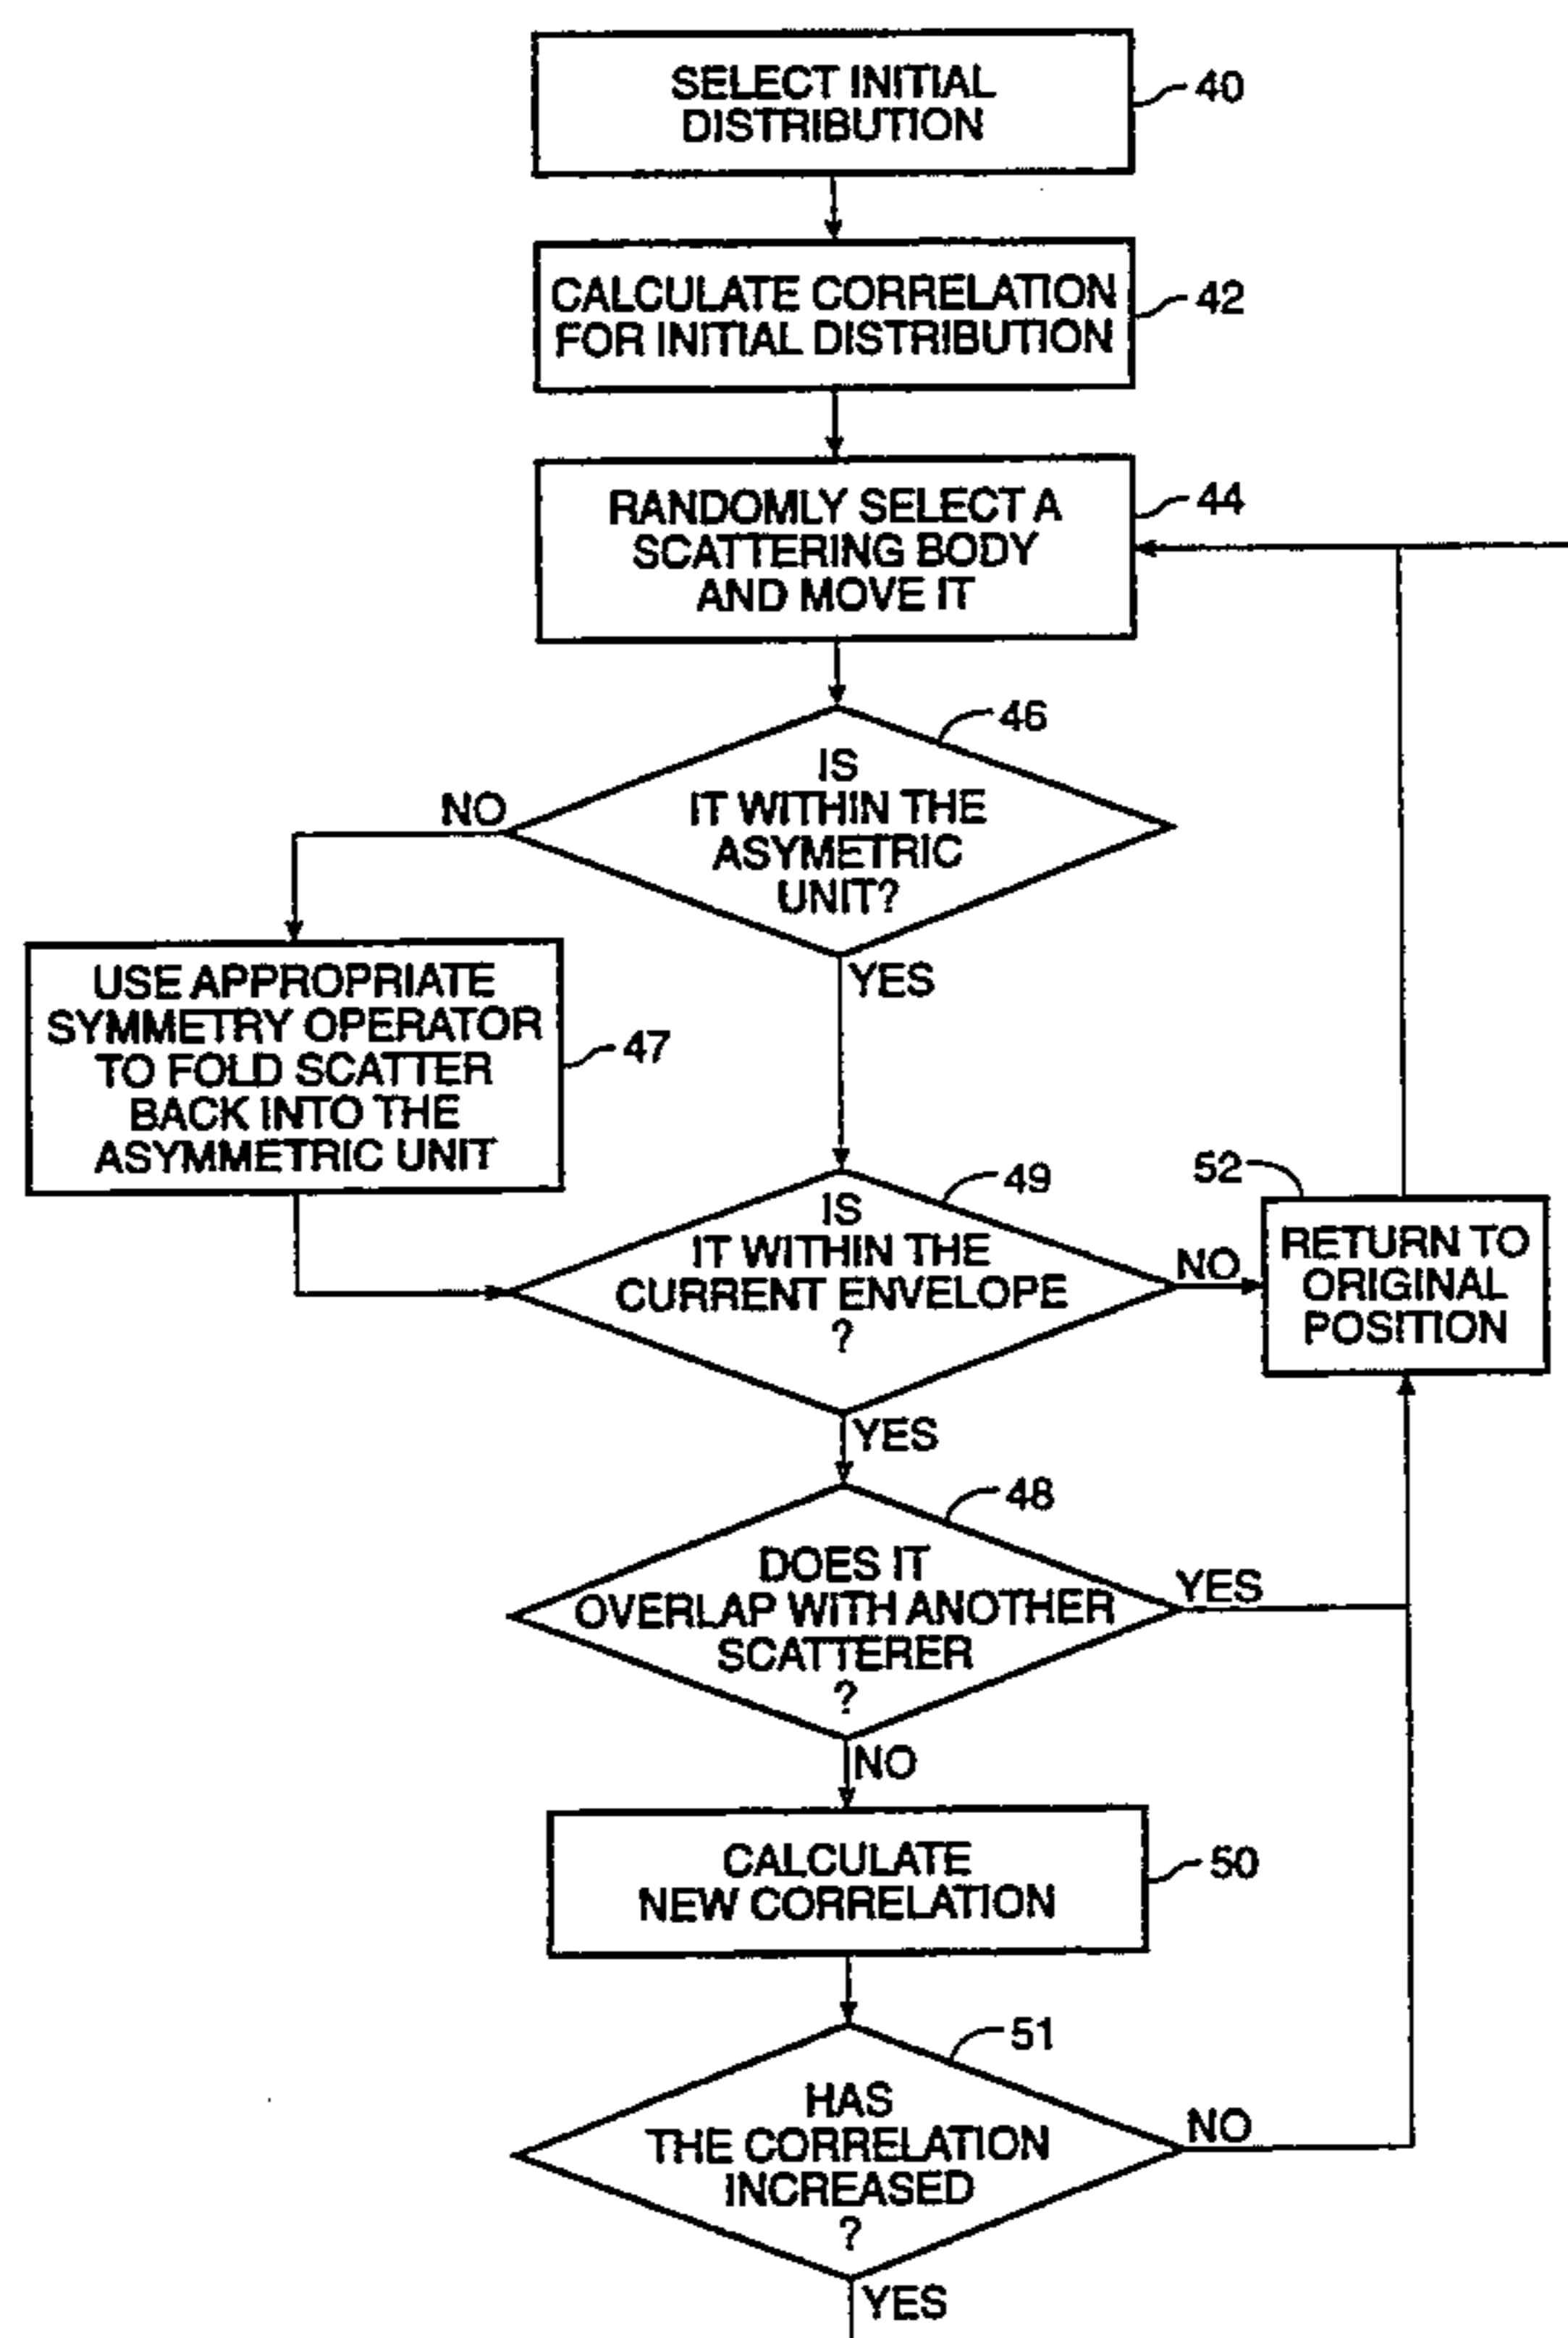 SELECT INITIAL
DISTRIBUTION
40
CALCULATE CORRELATION
FOR INITIAL DISTRIBUTION
42
RANDOMLY SELECT A
SCATTERING BODY
AND MOVE IT
44
46
IS
IT WITHIN THE
ASYMETRIC
UNIT?
NO
YES
USE APPROPRIATE
SYMMETRY OPERATOR
TO FOLD SCATTER
BACK INTO THE
ASYMMETRIC UNIT
47
49
IS
IT WITHIN THE
CURRENT ENVELOPE
?
NO
YES
52
RETURN TO
ORIGINAL
POSITION
48
DOES IT
OVERLAP WITH ANOTHER
SCATTERER
?
YES
NO
CALCULATE
NEW CORRELATION
50
51
HAS
THE CORRELATION
INCREASED
?
NO
YES